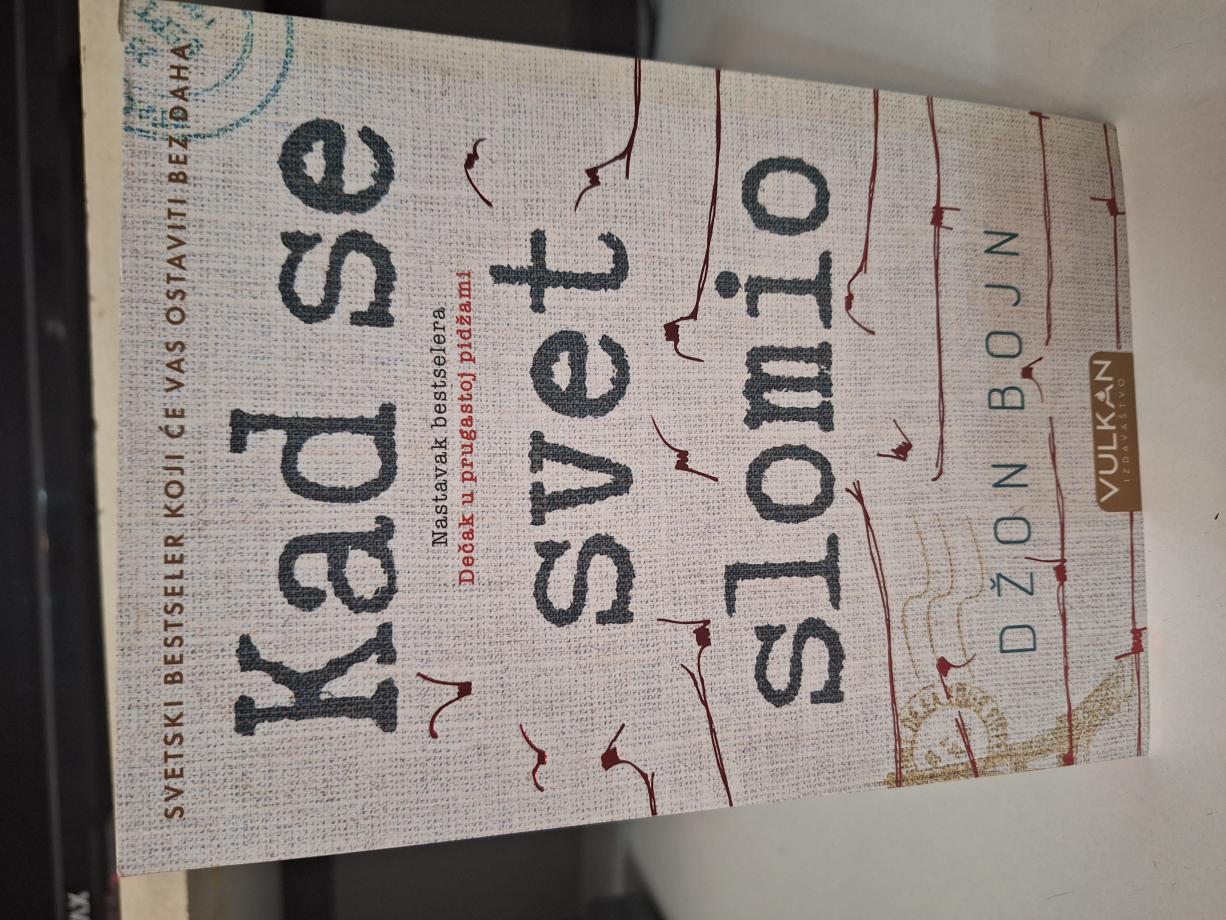 SVETSKI BESTSELER KOJI ĆE VAS OSTAVITI BEZ DAHA
Kad se
Nastavak bestselera
Dečak u prugastoj pidžami
svet
slomio
DŽON BOJN
VULKAN
IZDAVAŠTVO